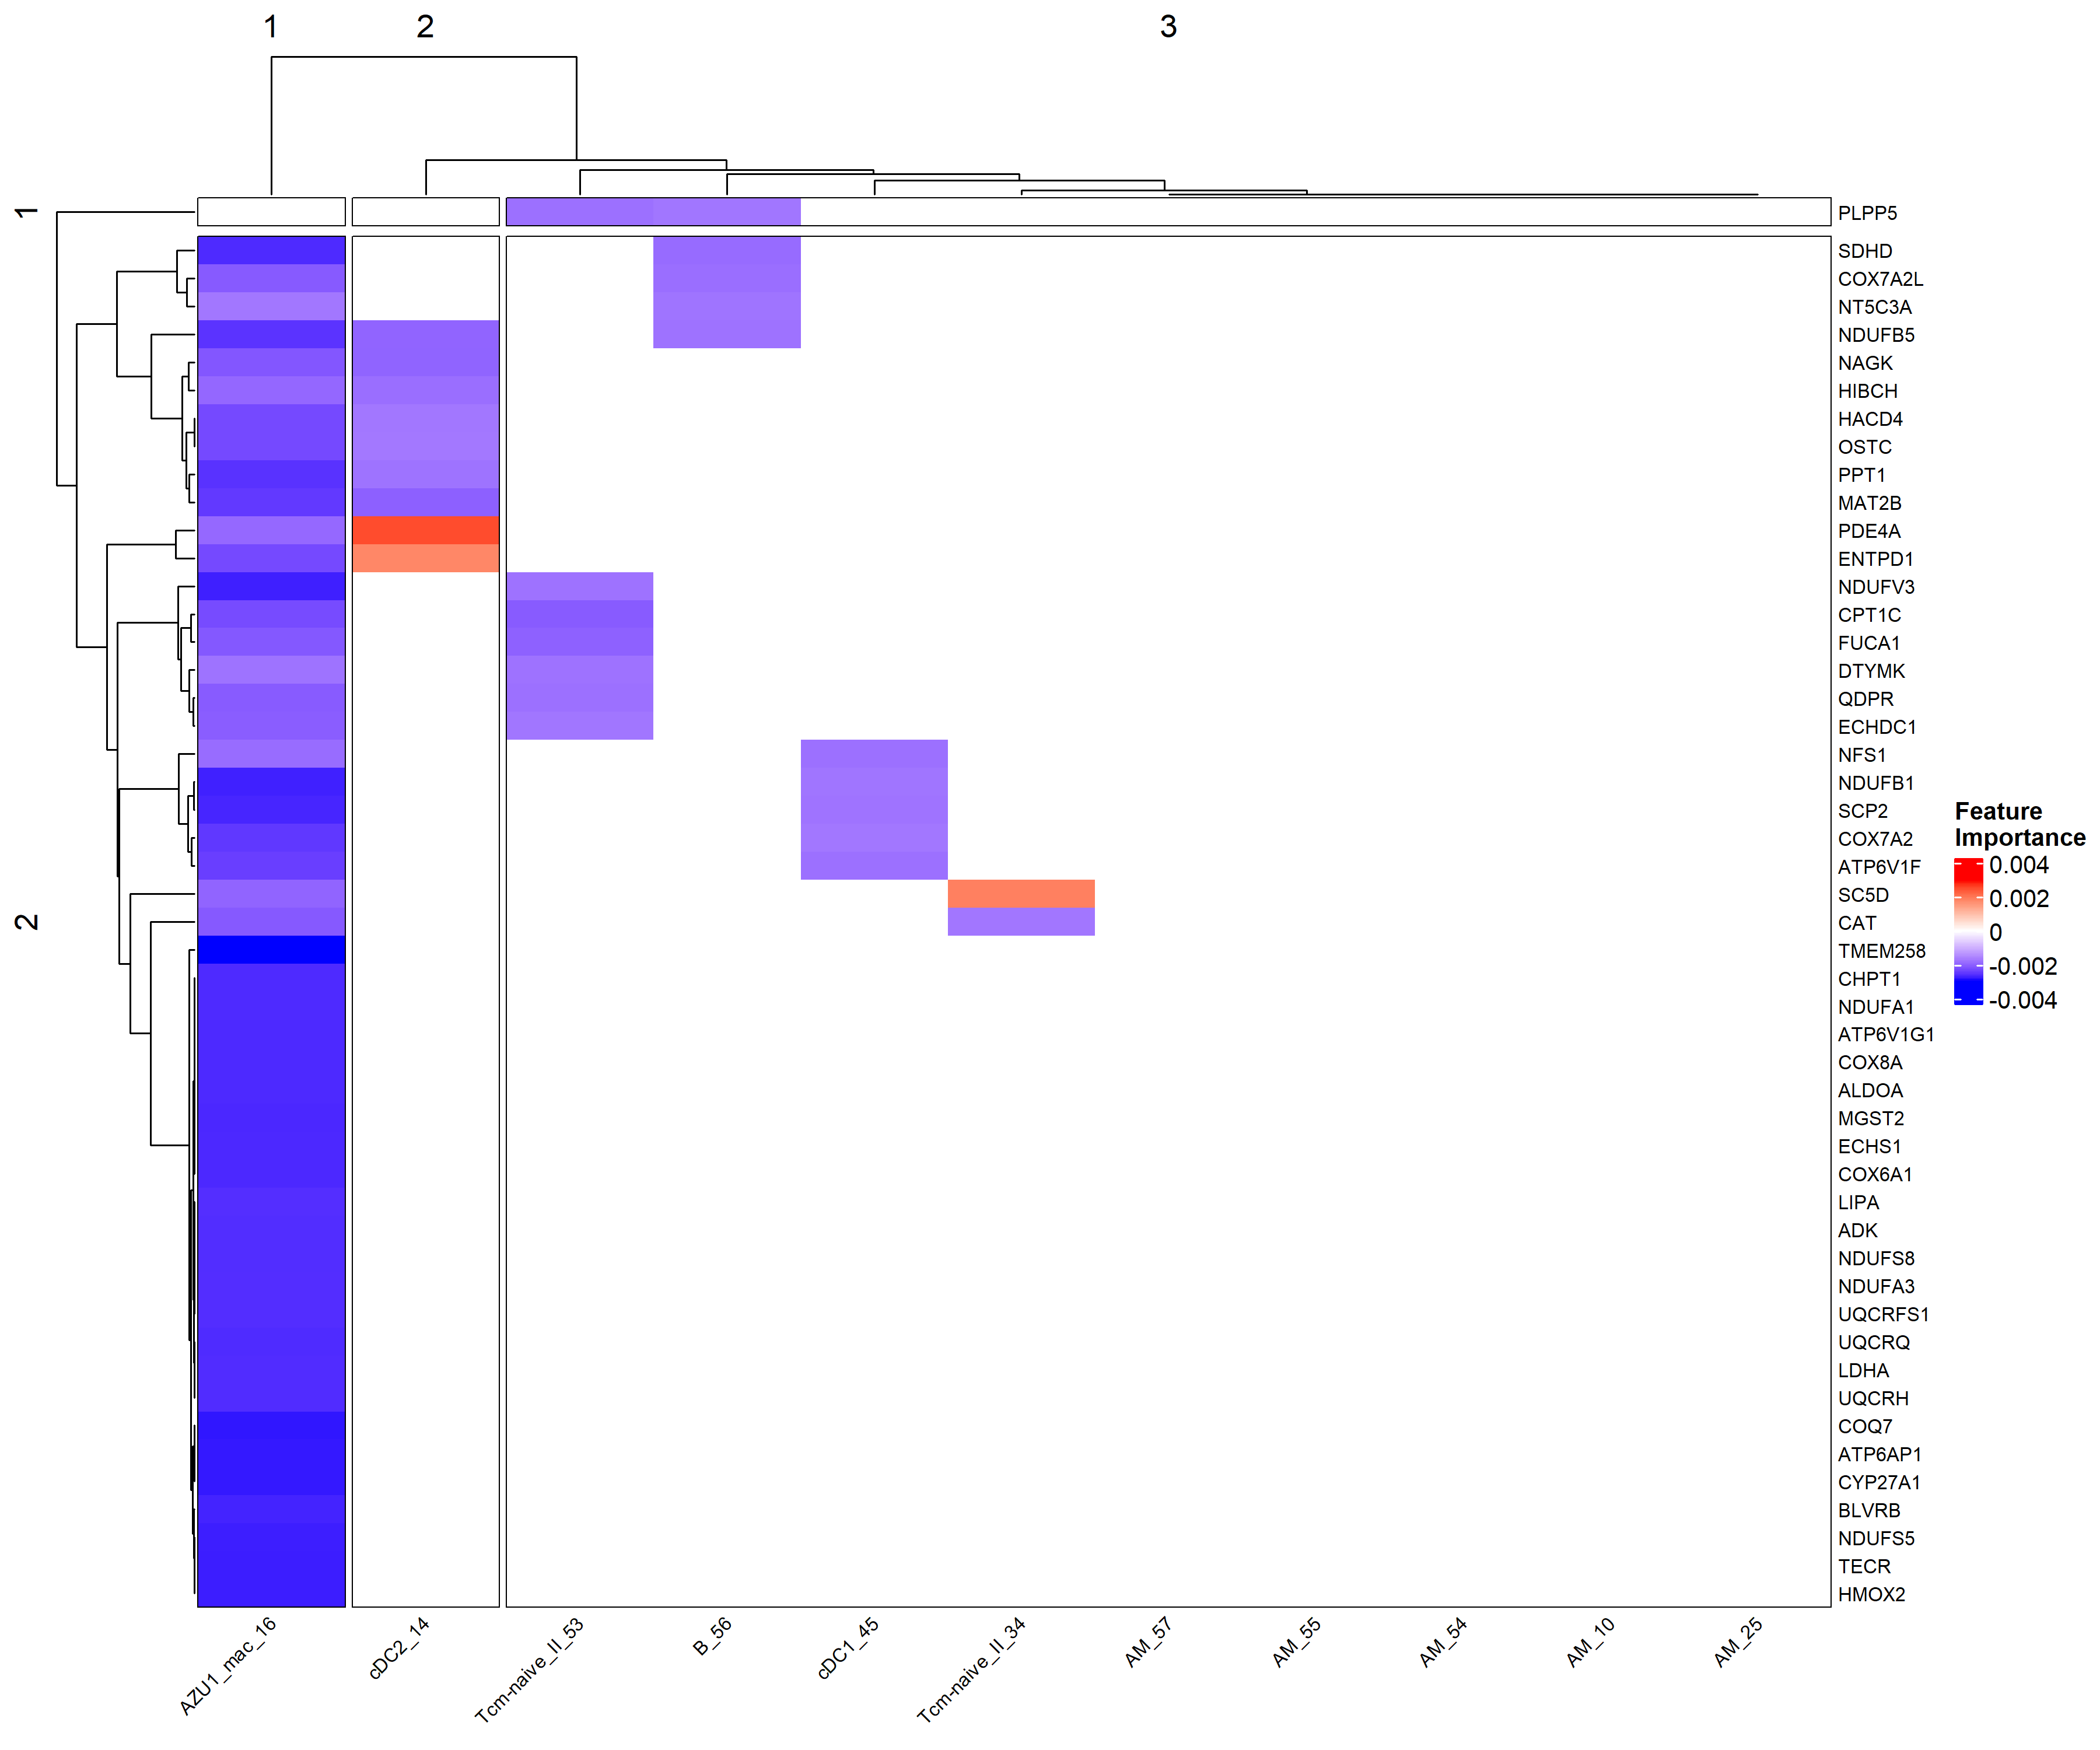 1
2
3
1
2
PLPP5
SDHD
COX7A2L
NT5C3A
NDUFB5
NAGK
HIBCH
HACD4
OSTC
PPT1
MAT2B
PDE4A
ENTPD1
NDUFV3
CPT1C
FUCA1
DTYMK
QDPR
ECHDC1
NFS1
NDUFB1
SCP2
COX7A2
ATP6V1F
SC5D
CAT
TMEM258
CHPT1
NDUFA1
ATP6V1G1
COX8A
ALDOA
MGST2
ECHS1
COX6A1
LIPA
ADK
NDUFS8
NDUFA3
UQCRFS1
UQCRQ
LDHA
UQCRH
COQ7
ATP6AP1
CYP27A1
BLVRB
NDUFS5
TECR
HMOX2
Feature
Importance
0.004
0.002
0
-0.002
-0.004
AZU1_mac_16
cDC2_14
Tcm-naive_II_53
B_56
cDC1_45
Tcm-naive_II_34
AM_57
AM_55
AM_54
AM_10
AM_25